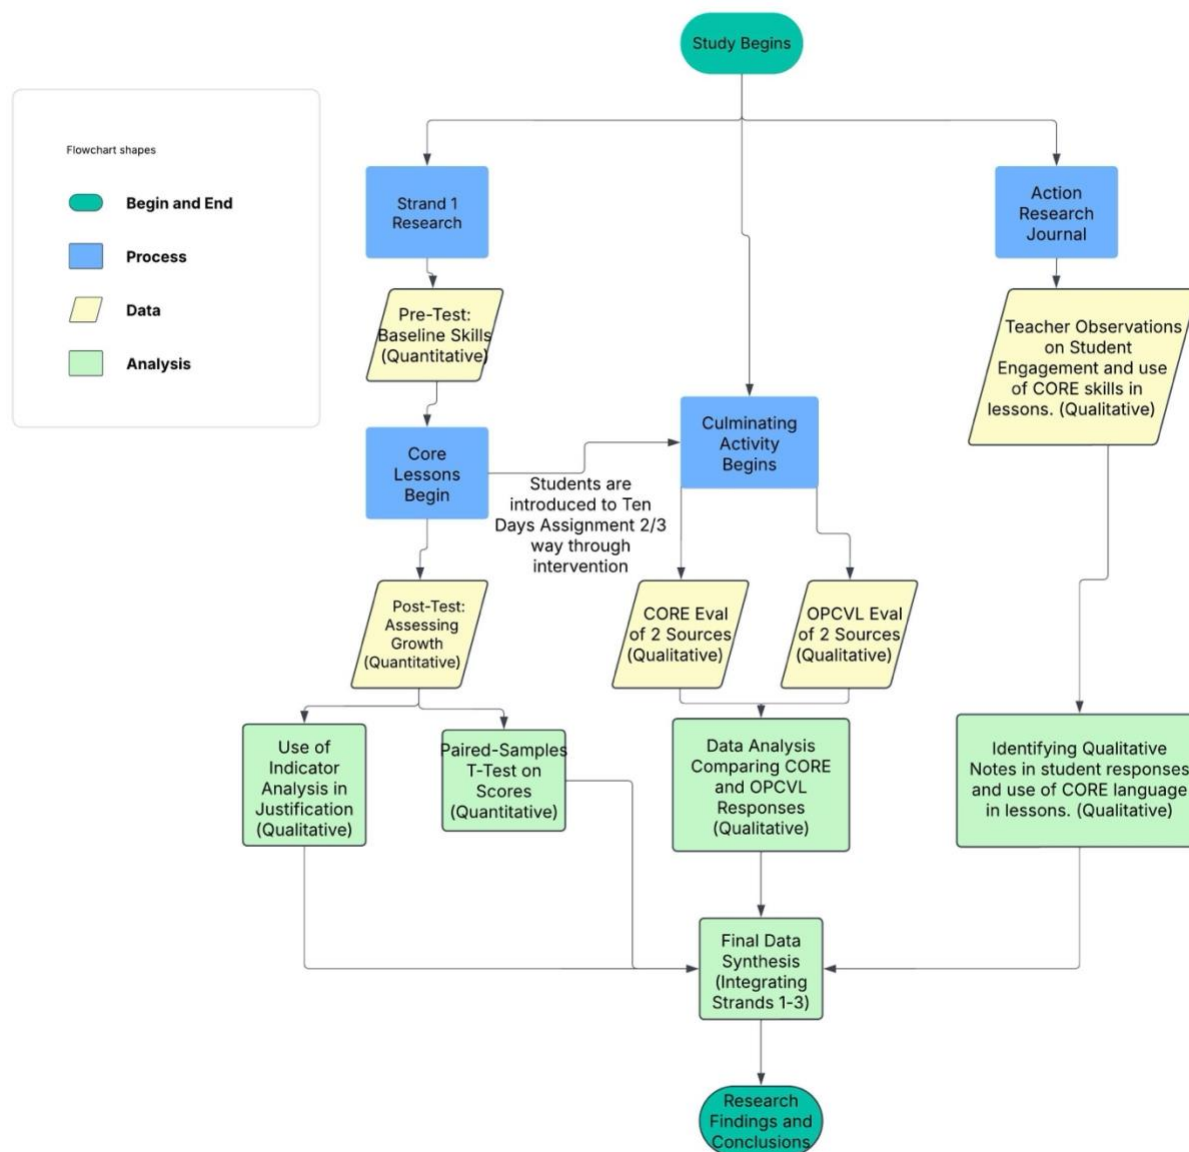 Study Begins
Flowchart shapes
Begin and End
Process
Data
Analysis
Strand 1
Research
Action
Research
Journal
Pre-Test:
Baseline Skills
(Quantitative)
Teacher Observations
on Student
Engagement and use
of CORE skills in
lessons. (Qualitative)
Core
Lessons
Begin
Culminating
Activity
Begins
Students are
introduced to Ten
Days Assignment 2/3
way through
intervention
Post-Test:
Assessing
Growth
(Quantitative)
CORE Eval
of 2 Sources
(Qualitative)
OPCVL Eval
of 2 Sources
(Qualitative)
Use of
Indicator
Analysis in
Justification
(Qualitative)
Paired-Samples
T-Test on
Scores
(Quantitative)
Data Analysis
Comparing CORE
and OPCVL
Responses
(Qualitative)
Identifying Qualitative
Notes in student responses
and use of CORE language
in lessons. (Qualitative)
Final Data
Synthesis
(Integrating
Strands 1-3)
Research
Findings and
Conclusions